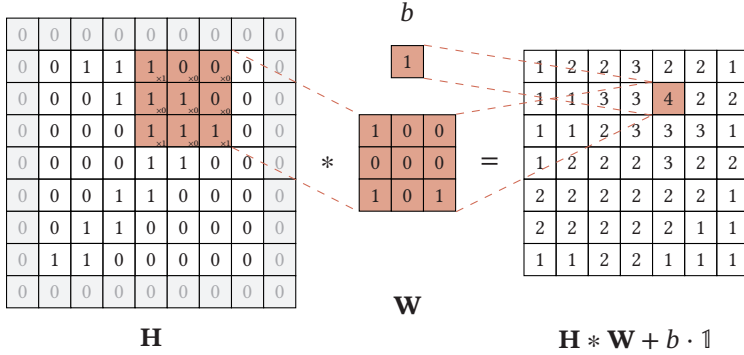 0 0 0 0 0 0 0 0 0
0 0 1 1 1×1 0×0 0×0 0 0
0 0 0 1 1×0 1×0 0×0 0 0
0 0 0 0 1×1 1×0 1×1 0 0
0 0 0 0 1 1 0 0 0
0 0 0 1 1 0 0 0 0
0 0 1 1 0 0 0 0 0
0 1 1 0 0 0 0 0 0
0 0 0 0 0 0 0 0 0
H
*
b
1
1 0 0
0 0 0
1 0 1
W
=
1 2 2 3 2 2 1
1 1 3 3 4 2 2
1 1 2 3 3 3 1
1 2 2 2 3 2 2
2 2 2 2 2 2 1
2 2 2 2 2 1 1
1 1 2 2 1 1 1
H * W + b · 𝟙